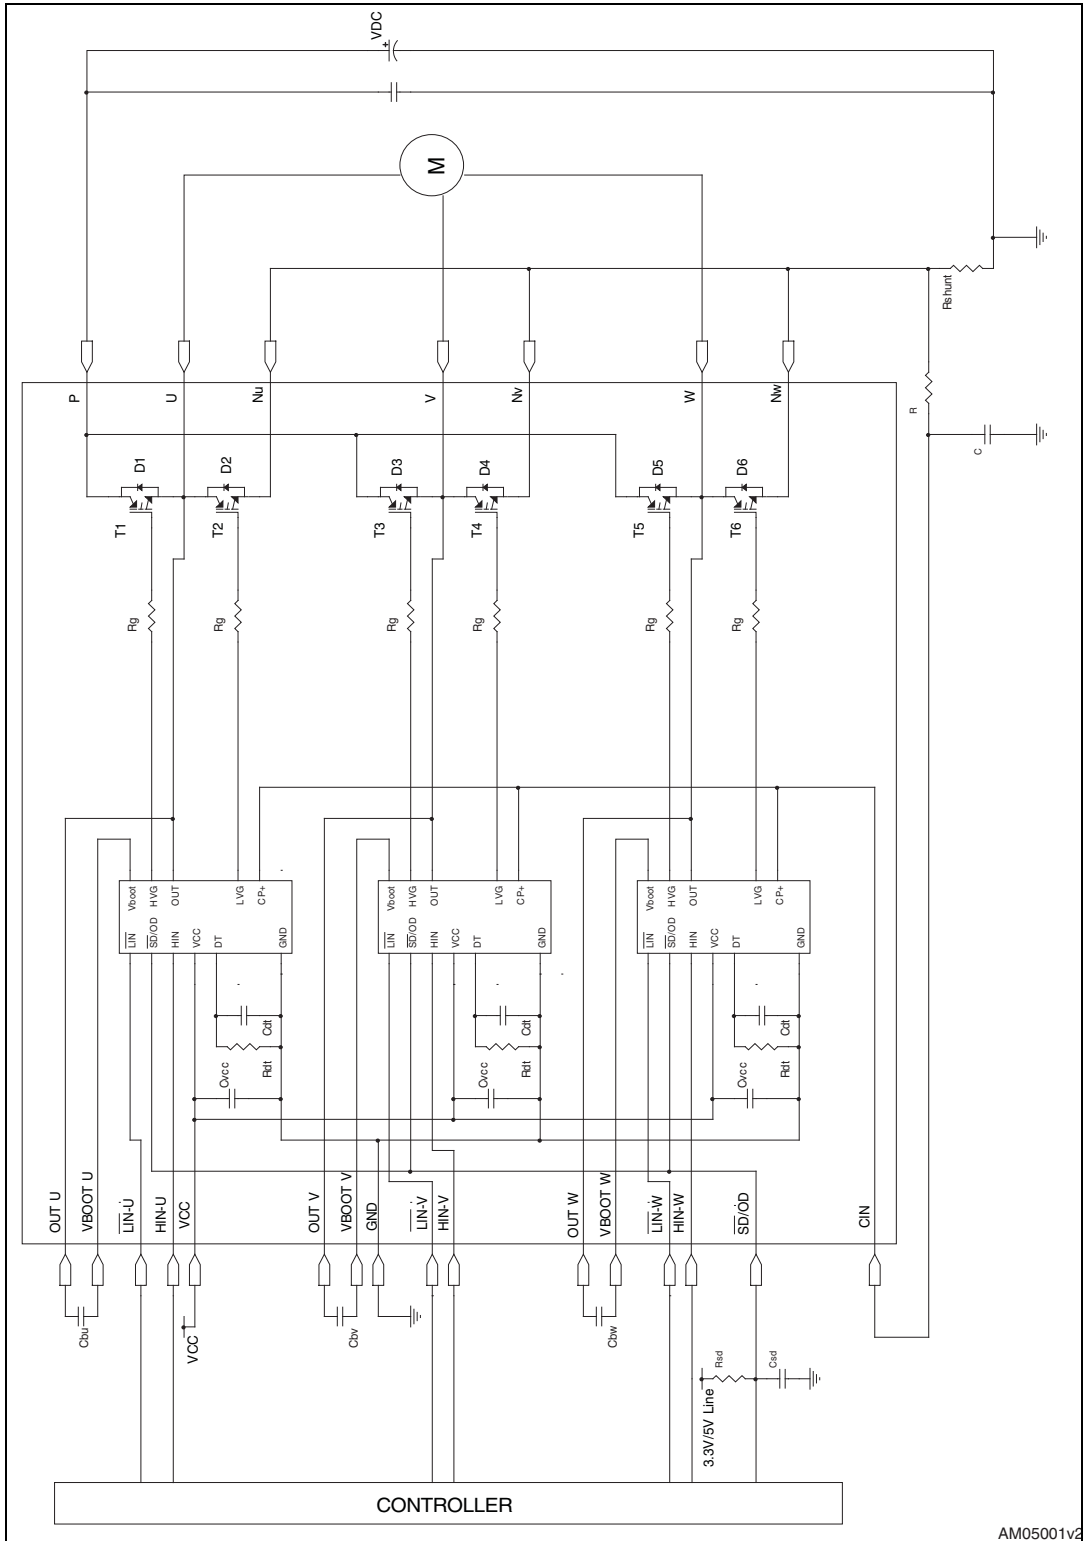 VDC
+
M
Rshunt
P
U
Nu
V
Nv
W
Nw
R
C
D1
D2
D3
D4
D5
D6
T1
T2
T3
T4
T5
T6
Rg
Rg
Rg
Rg
Rg
Rg
Vboot
HVG
OUT
LVG
CP+
LIN
SD/OD
HIN
VCC
DT
GND
Vboot
HVG
OUT
LVG
CP+
LIN
SD/OD
HIN
VCC
DT
GND
Vboot
HVG
OUT
LVG
CP+
LIN
SD/OD
HIN
VCC
DT
GND
Cvcc
Rdt
Cdt
Cvcc
Rdt
Cdt
Cvcc
Rdt
Cdt
OUT U
VBOOT U
LIN-U
HIN-U
VCC
OUT V
VBOOT V
GND
LIN-V
HIN-V
OUT W
VBOOT W
LIN-W
HIN-W
SD/OD
CIN
Cbu
VCC
Cbv
Cbw
3.3V/5V Line
Rsd
Csd
CONTROLLER
AM05001v2